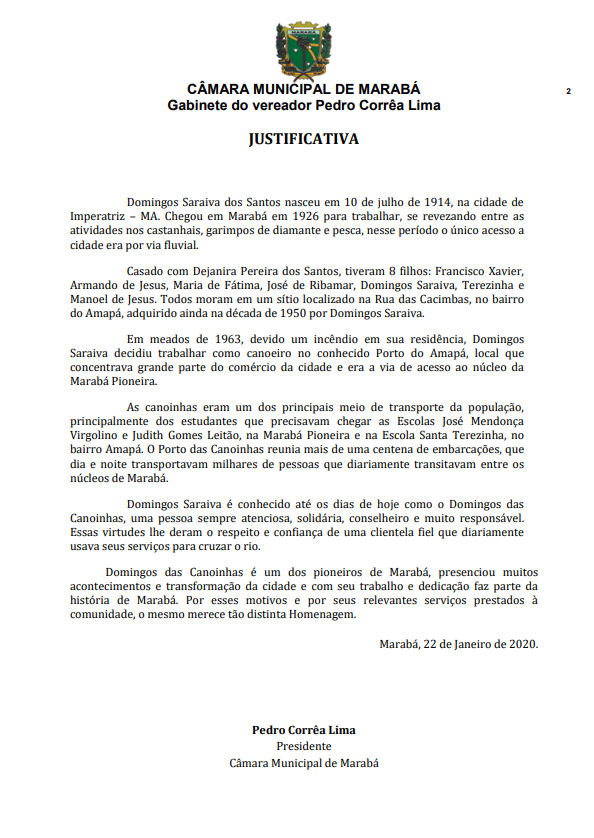 MARABÁ
CÂMARA MUNICIPAL DE MARABÁ
Gabinete do vereador Pedro Corrêa Lima
2
JUSTIFICATIVA
Domingos Saraiva dos Santos nasceu em 10 de julho de 1914, na cidade de
Imperatriz – MA. Chegou em Marabá em 1926 para trabalhar, se revezando entre as
atividades nos castanhais, garimpos de diamante e pesca, nesse período o único acesso a
cidade era por via fluvial.
Casado com Dejanira Pereira dos Santos, tiveram 8 filhos: Francisco Xavier,
Armando de Jesus, Maria de Fátima, José de Ribamar, Domingos Saraiva, Terezinha e
Manoel de Jesus. Todos moram em um sítio localizado na Rua das Cacimbas, no bairro
do Amapá, adquirido ainda na década de 1950 por Domingos Saraiva.
Em meados de 1963, devido um incêndio em sua residência, Domingos
Saraiva decidiu trabalhar como canoeiro no conhecido Porto do Amapá, local que
concentrava grande parte do comércio da cidade e era a via de acesso ao núcleo da
Marabá Pioneira.
As canoinhas eram um dos principais meio de transporte da população,
principalmente dos estudantes que precisavam chegar as Escolas José Mendonça
Virgolino e Judith Gomes Leitão, na Marabá Pioneira e na Escola Santa Terezinha, no
bairro Amapá. O Porto das Canoinhas reunia mais de uma centena de embarcações, que
dia e noite transportavam milhares de pessoas que diariamente transitavam entre os
núcleos de Marabá.
Domingos Saraiva é conhecido até os dias de hoje como o Domingos das
Canoinhas, uma pessoa sempre atenciosa, solidária, conselheiro e muito responsável.
Essas virtudes lhe deram o respeito e confiança de uma clientela fiel que diariamente
usava seus serviços para cruzar o rio.
Domingos das Canoinhas é um dos pioneiros de Marabá, presenciou muitos
acontecimentos e transformação da cidade e com seu trabalho e dedicação faz parte da
história de Marabá. Por esses motivos e por seus relevantes serviços prestados à
comunidade, o mesmo merece tão distinta Homenagem.
Marabá, 22 de Janeiro de 2020.
Pedro Corrêa Lima
Presidente
Câmara Municipal de Marabá